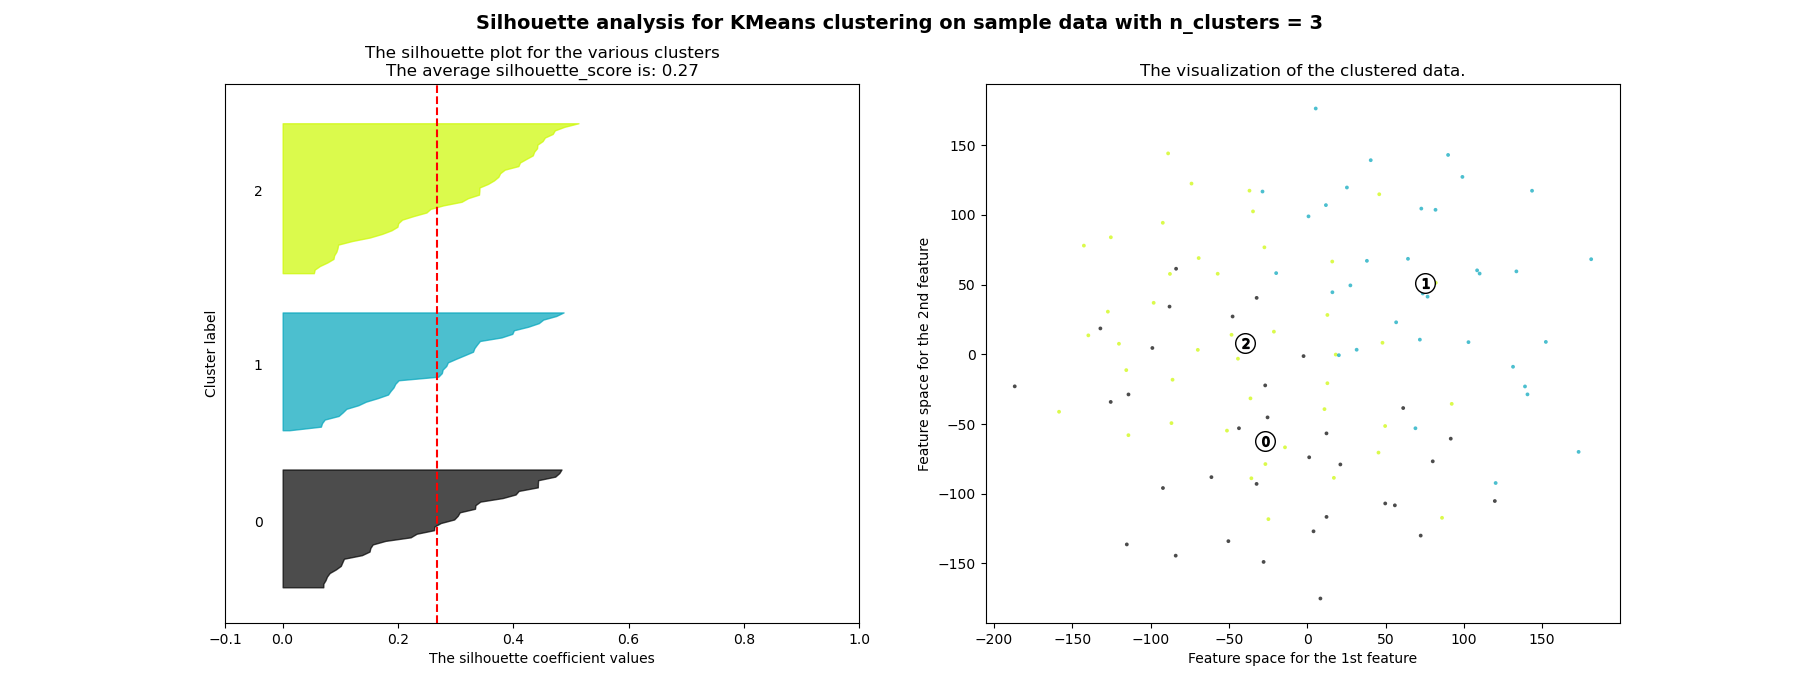 Silhouette analysis for KMeans clustering on sample data with n_clusters = 3
The silhouette plot for the various clusters
The average silhouette_score is: 0.27
2
1
0
Cluster label
−0.1 0.0 0.2 0.4 0.6 0.8 1.0
The silhouette coefficient values
The visualization of the clustered data.
150
100
50
0
−50
−100
−150
Feature space for the 2nd feature
1
2
0
−200 −150 −100 −50 0 50 100 150
Feature space for the 1st feature